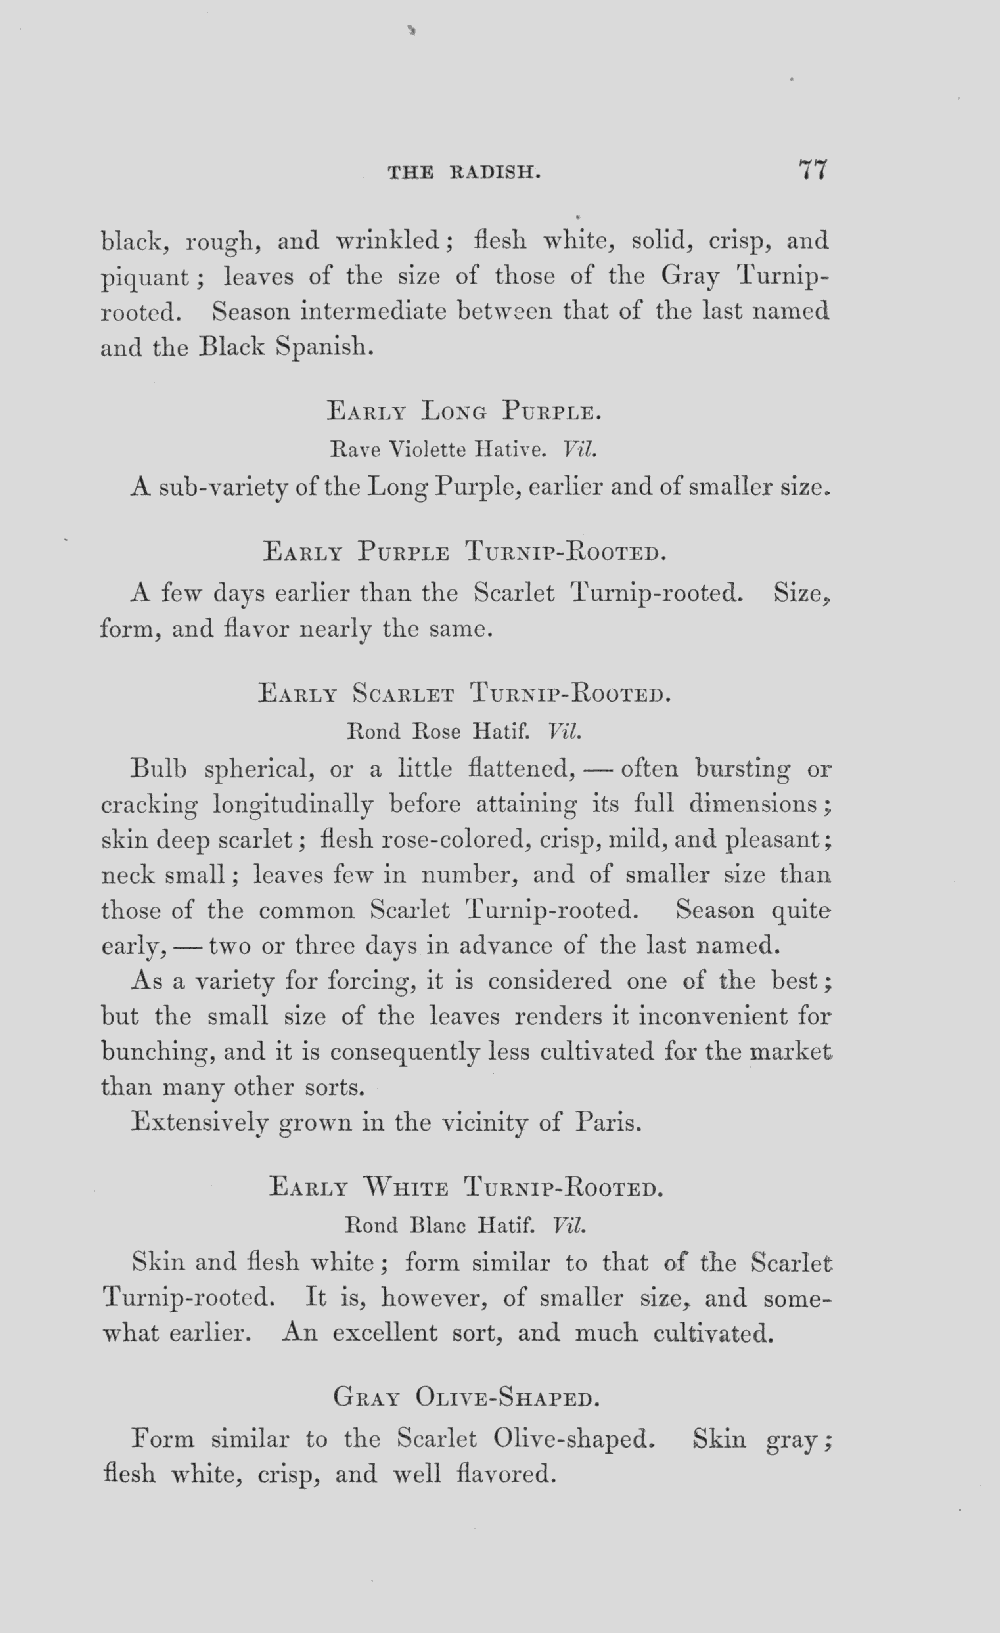 THE RADISH. 77
black, rough, and wrinkled; flesh white, solid, crisp, and
piquant; leaves of the size of those of the Gray Turnip-
rooted. Season intermediate between that of the last named
and the Black Spanish.
EARLY LONG PURPLE.
Rave Violette Hative. Vil.
A sub-variety of the Long Purple, earlier and of smaller size.
EARLY PURPLE TURNIP-ROOTED.
A few days earlier than the Scarlet Turnip-rooted. Size,
form, and flavor nearly the same.
EARLY SCARLET TURNIP-ROOTED.
Rond Rose Hatif. Vil.
Bulb spherical, or a little flattened, — often bursting or
cracking longitudinally before attaining its full dimensions;
skin deep scarlet; flesh rose-colored, crisp, mild, and pleasant;
neck small; leaves few in number, and of smaller size than
those of the common Scarlet Turnip-rooted. Season quite
early, — two or three days in advance of the last named.
As a variety for forcing, it is considered one of the best;
but the small size of the leaves renders it inconvenient for
bunching, and it is consequently less cultivated for the market
than many other sorts.
Extensively grown in the vicinity of Paris.
EARLY WHITE TURNIP-ROOTED.
Rond Blanc Hatif. Vil.
Skin and flesh white; form similar to that of the Scarlet
Turnip-rooted. It is, however, of smaller size, and some-
what earlier. An excellent sort, and much cultivated.
GRAY OLIVE-SHAPED.
Form similar to the Scarlet Olive-shaped. Skin gray;
flesh white, crisp, and well flavored.